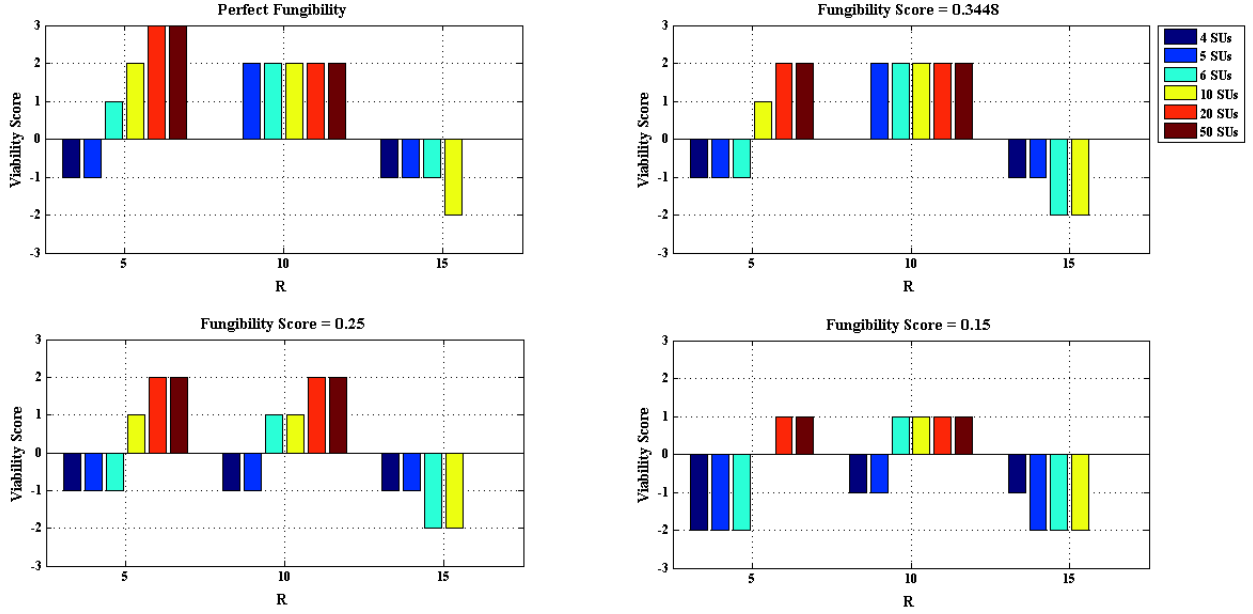 Perfect Fungibility
3
2
1
0
-1
-2
-3
Viability Score
5
10
15
R
Fungibility Score = 0.3448
3
2
1
0
-1
-2
-3
Viability Score
5
10
15
R
4 SUs
5 SUs
6 SUs
10 SUs
20 SUs
50 SUs
Fungibility Score = 0.25
3
2
1
0
-1
-2
-3
Viability Score
5
10
15
R
Fungibility Score = 0.15
3
2
1
0
-1
-2
-3
Viability Score
5
10
15
R